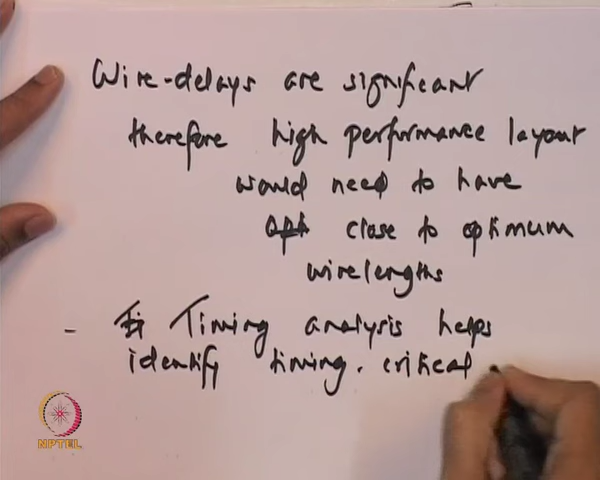 Wire-delays are significant
therefore high performance layout
would need to have
close to optimum
wirelengths
- Timing analysis helps
identify timing. critical
NPTEL